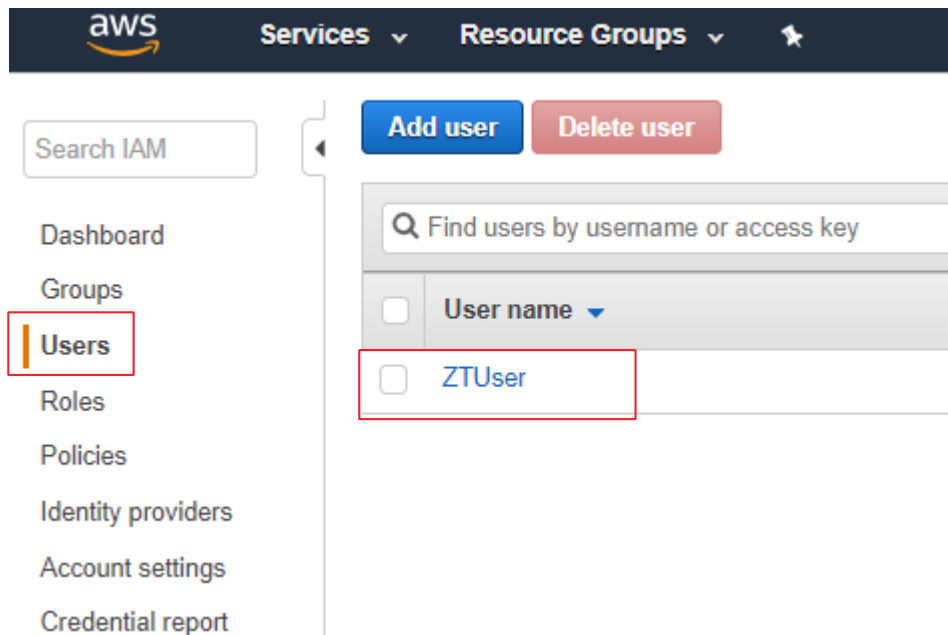 aws Services Resource Groups
Add user Delete user
Search IAM
Find users by username or access key
Dashboard
Groups
User name
Users
ZTUser
Roles
Policies
Identity providers
Account settings
Credential report